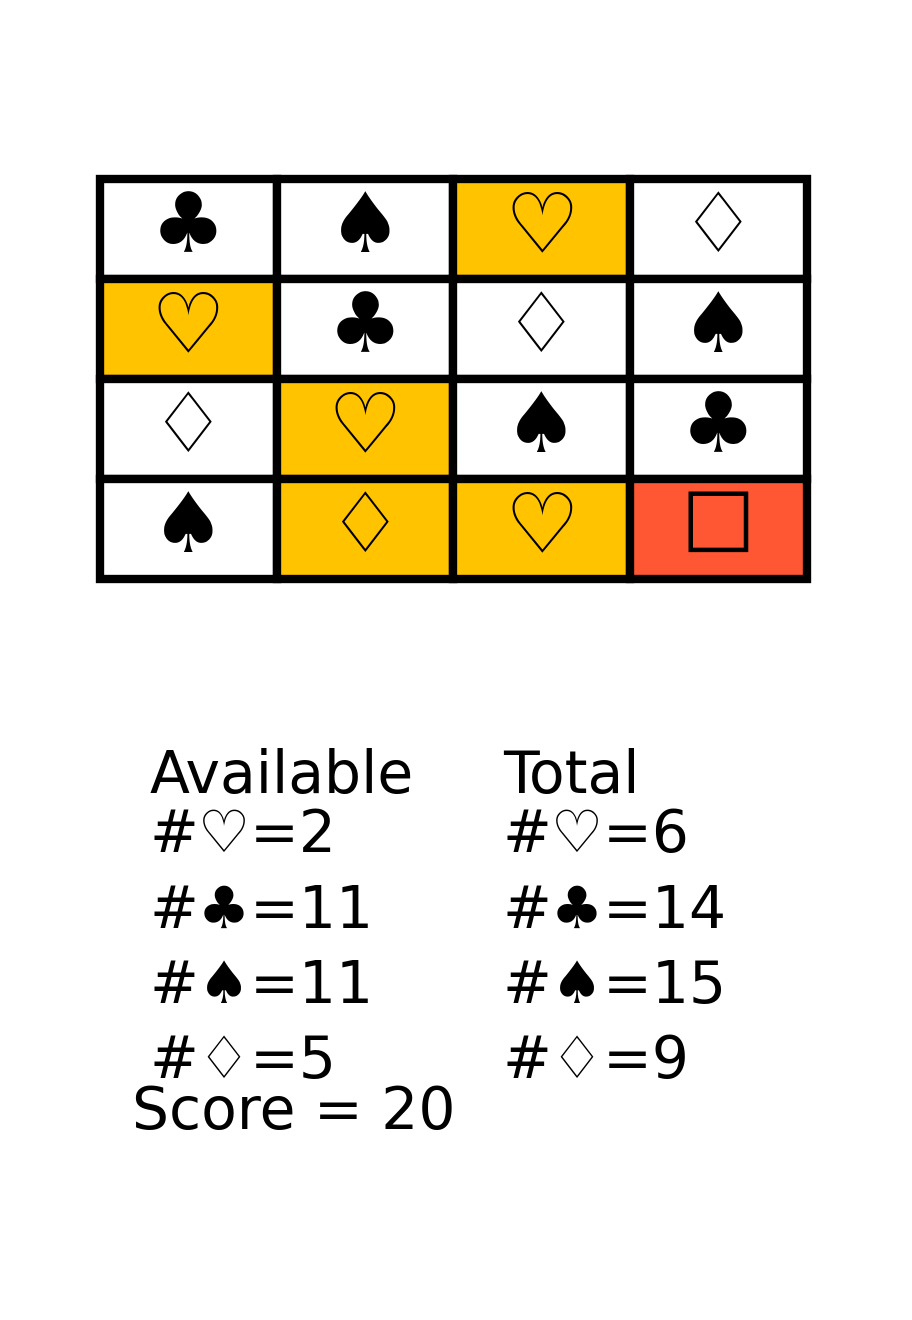 ♣ ♠ ♡ ♢
♡ ♣ ♢ ♠
♢ ♡ ♠ ♣
♠ ♢ ♡ □
Available Total
#♡=2 #♡=6
#♣=11 #♣=14
#♠=11 #♠=15
#♢=5 #♢=9
Score = 20